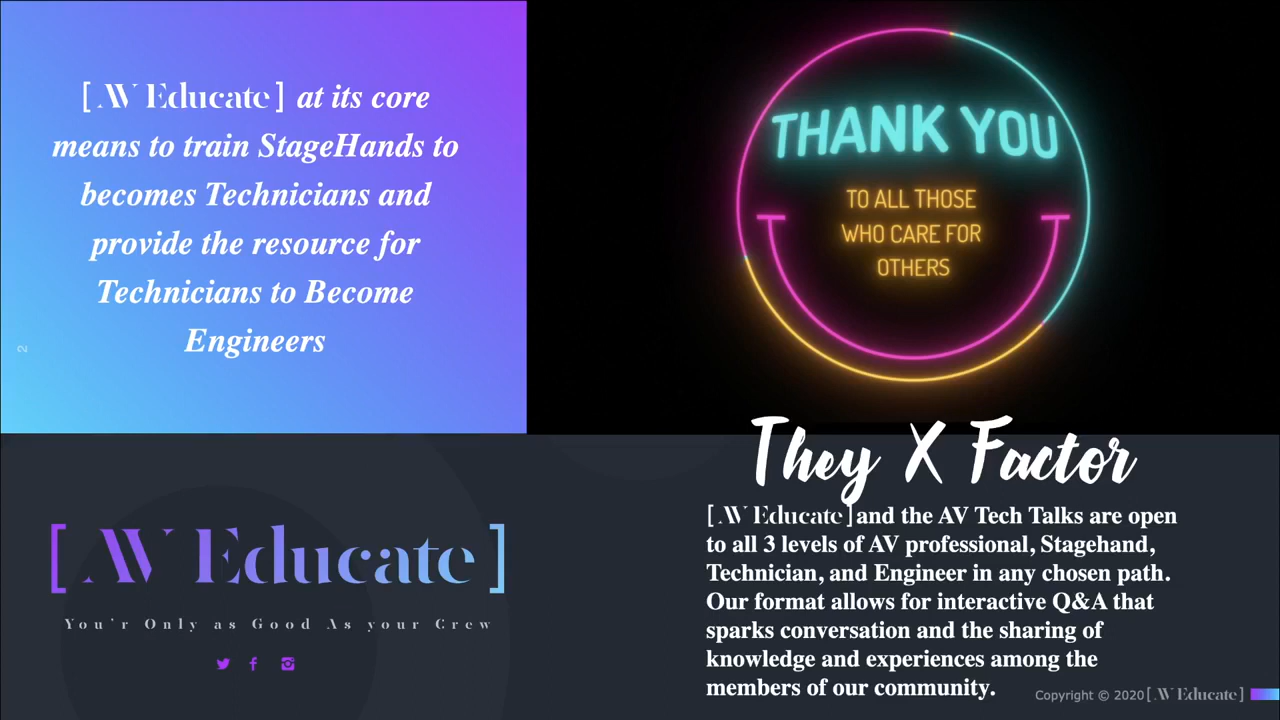 [AV Educate] at its core
means to train StageHands to
becomes Technicians and
provide the resource for
Technicians to Become
Engineers
2
THANK YOU
TO ALL THOSE
WHO CARE FOR
OTHERS
[AV Educate]
You'r Only as Good As your Crew
They X Factor
[AV Educate] and the AV Tech Talks are open
to all 3 levels of AV professional, Stagehand,
Technician, and Engineer in any chosen path.
Our format allows for interactive Q&A that
sparks conversation and the sharing of
knowledge and experiences among the
members of our community.
Copyright © 2020 [AV Educate]